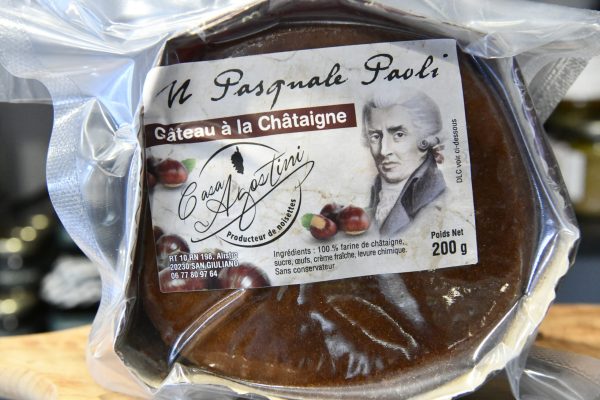 U Pasquale Paoli
Gâteau à la Châtaigne
Casa
Agostini
Producteur de noisettes
RT 10 RN 198, Alistro
20230 SAN GIULIANO
06 77 80 97 64
Ingrédients : 100 % farine de châtaigne,
sucre, œufs, crème fraîche, levure chimique.
Sans conservateur
Poids Net
200 g
DLC voir ci-dessous